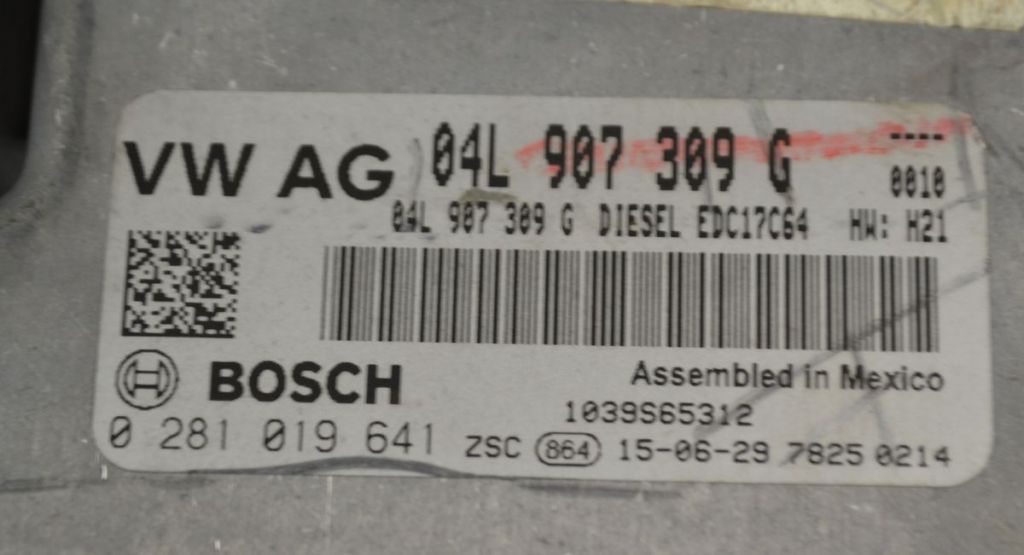 VW AG 04L 907 309 G ----
0010
04L 907 309 G DIESEL EDC17C64 HW: H21
BOSCH
Assembled in Mexico
1039S65312
0 281 019 641 ZSC 864 15-06-29 7825 0214